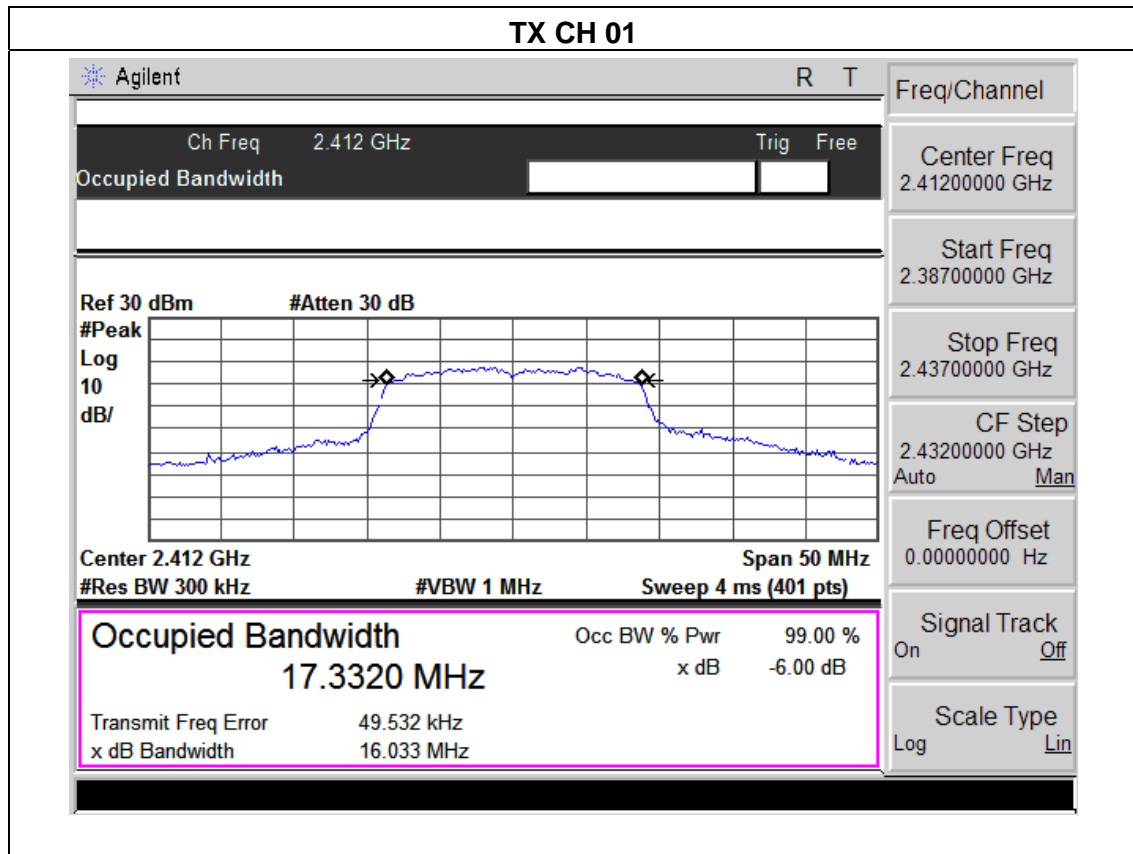 TX CH 01
Agilent R T
Freq/Channel
Ch Freq 2.412 GHz Trig Free
Occupied Bandwidth
Center Freq
2.41200000 GHz
Start Freq
2.38700000 GHz
Stop Freq
2.43700000 GHz
CF Step
2.43200000 GHz
Auto Man
Freq Offset
0.00000000 Hz
Signal Track
On Off
Scale Type
Log Lin
Ref 30 dBm #Atten 30 dB
#Peak
Log
10
dB/
Center 2.412 GHz Span 50 MHz
#Res BW 300 kHz #VBW 1 MHz Sweep 4 ms (401 pts)
Occupied Bandwidth Occ BW % Pwr 99.00 %
17.3320 MHz x dB -6.00 dB
Transmit Freq Error 49.532 kHz
x dB Bandwidth 16.033 MHz